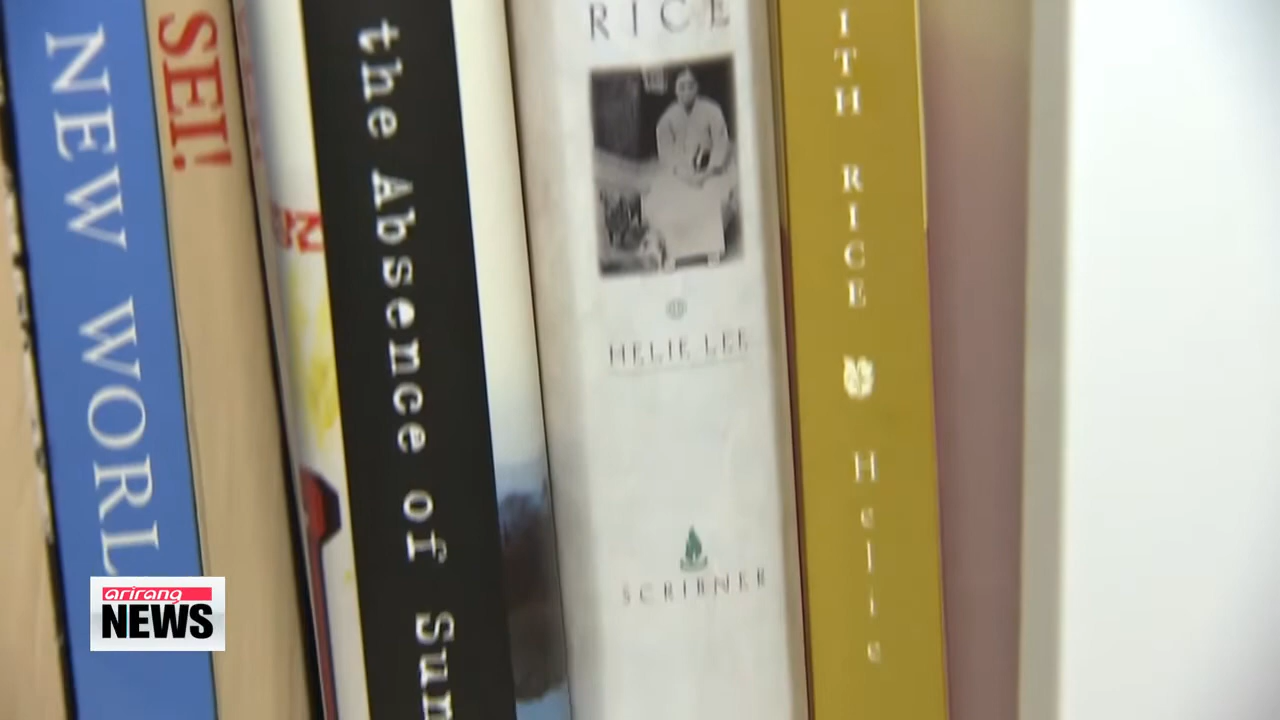 NEW WORL
SEI!
the Absence of Sun
RICE
HELIE LEE
SCRIBNER
ITH RICE
Helie
arirang
NEWS